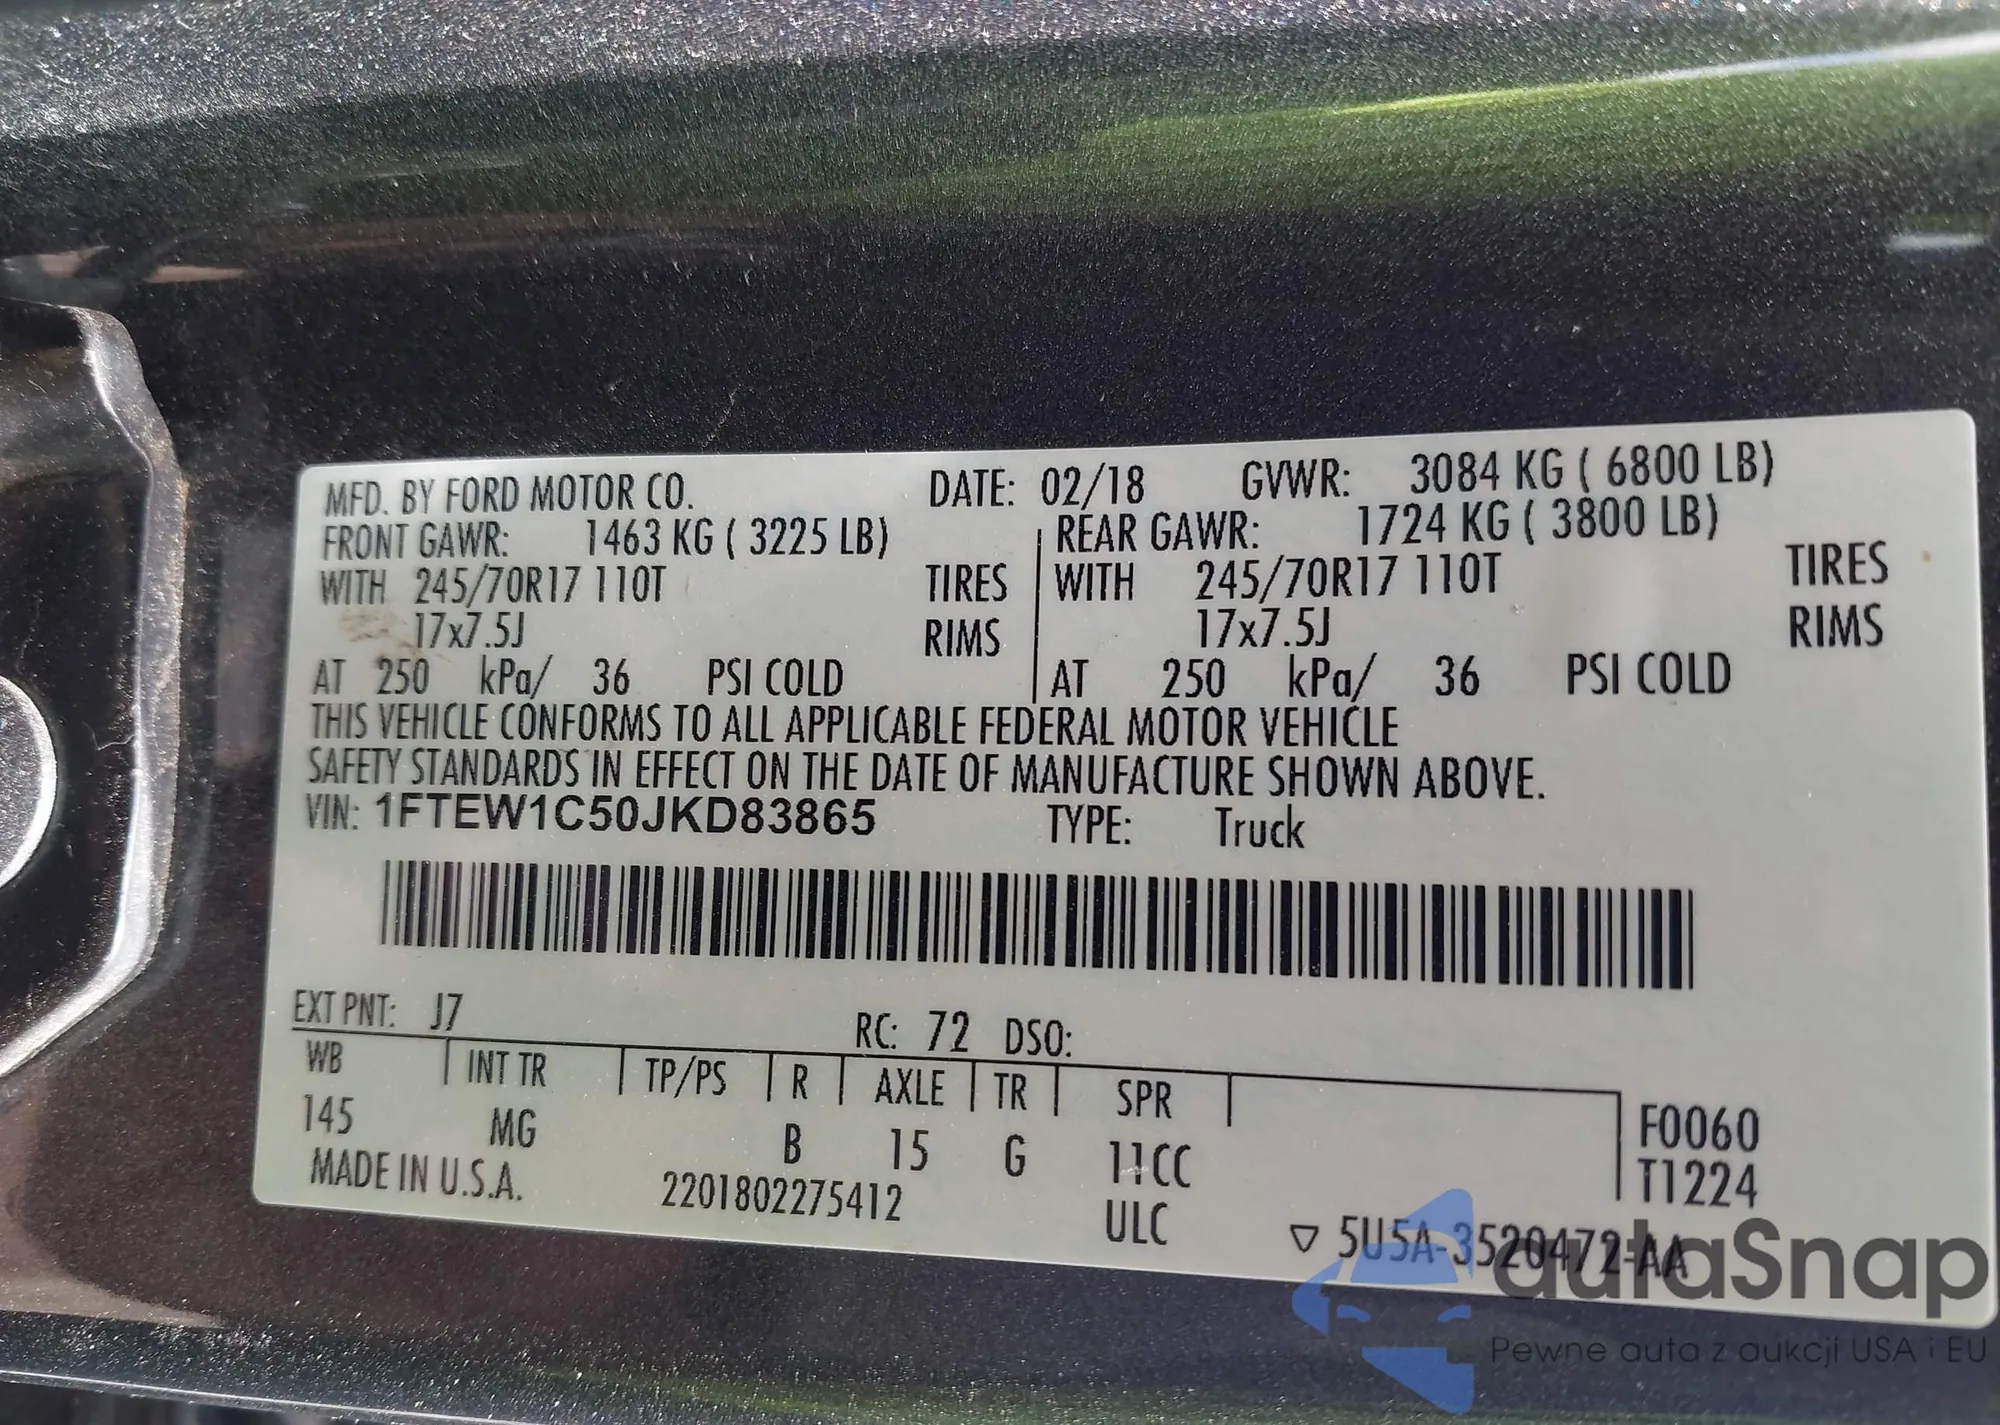 MFD. BY FORD MOTOR CO. DATE: 02/18 GVWR: 3084 KG ( 6800 LB)
FRONT GAWR: 1463 KG ( 3225 LB) REAR GAWR: 1724 KG ( 3800 LB)
WITH 245/70R17 110T TIRES WITH 245/70R17 110T TIRES
17x7.5J RIMS 17x7.5J RIMS
AT 250 kPa/ 36 PSI COLD AT 250 kPa/ 36 PSI COLD
THIS VEHICLE CONFORMS TO ALL APPLICABLE FEDERAL MOTOR VEHICLE
SAFETY STANDARDS IN EFFECT ON THE DATE OF MANUFACTURE SHOWN ABOVE.
VIN: 1FTEW1C50JKD83865 TYPE: Truck
EXT PNT: J7 RC: 72 DSO:
WB INT TR TP/PS R AXLE TR SPR
145 MG B 15 G 11CC F0060
T1224
MADE IN U.S.A. 2201802275412 ULC
▽ 5U5A-3520472-AA
autaSnap
Pewne auta z aukcji USA i EU